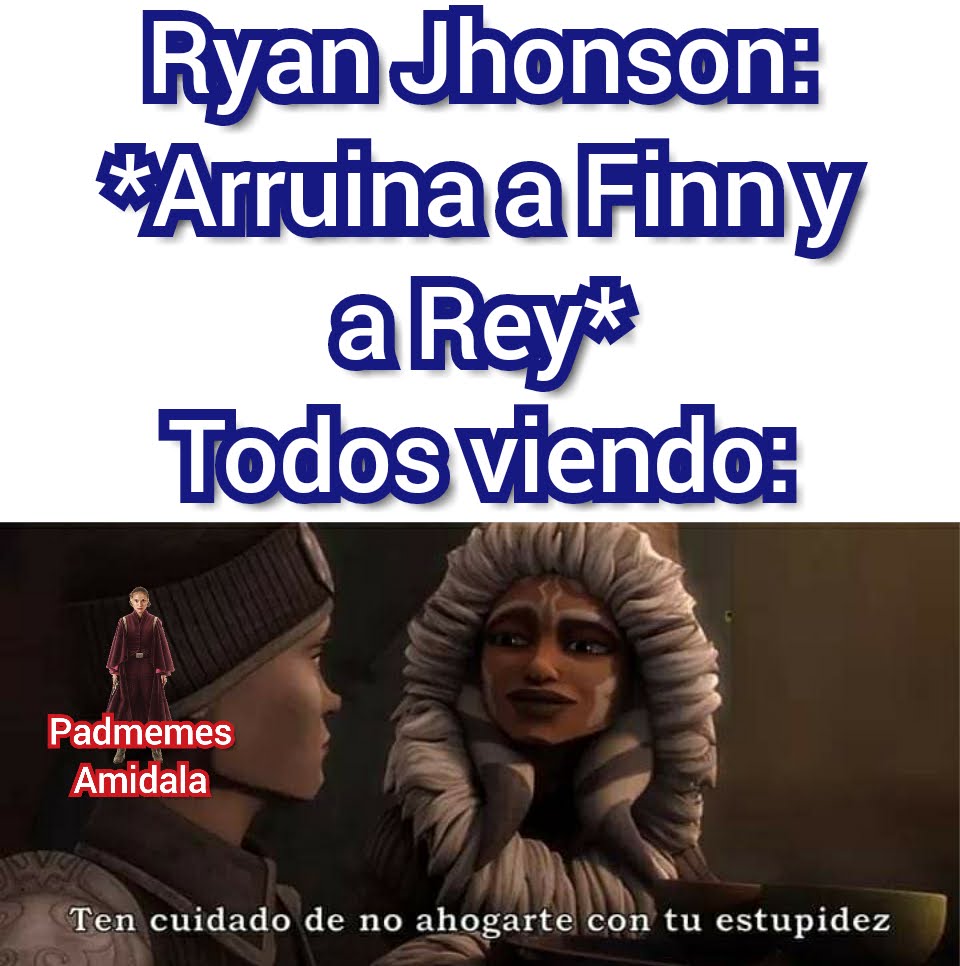 Ryan Jhonson:
*Arruina a Finn y
a Rey*
Todos viendo:
Padmemes
Amidala
Ten cuidado de no ahogarte con tu estupidez